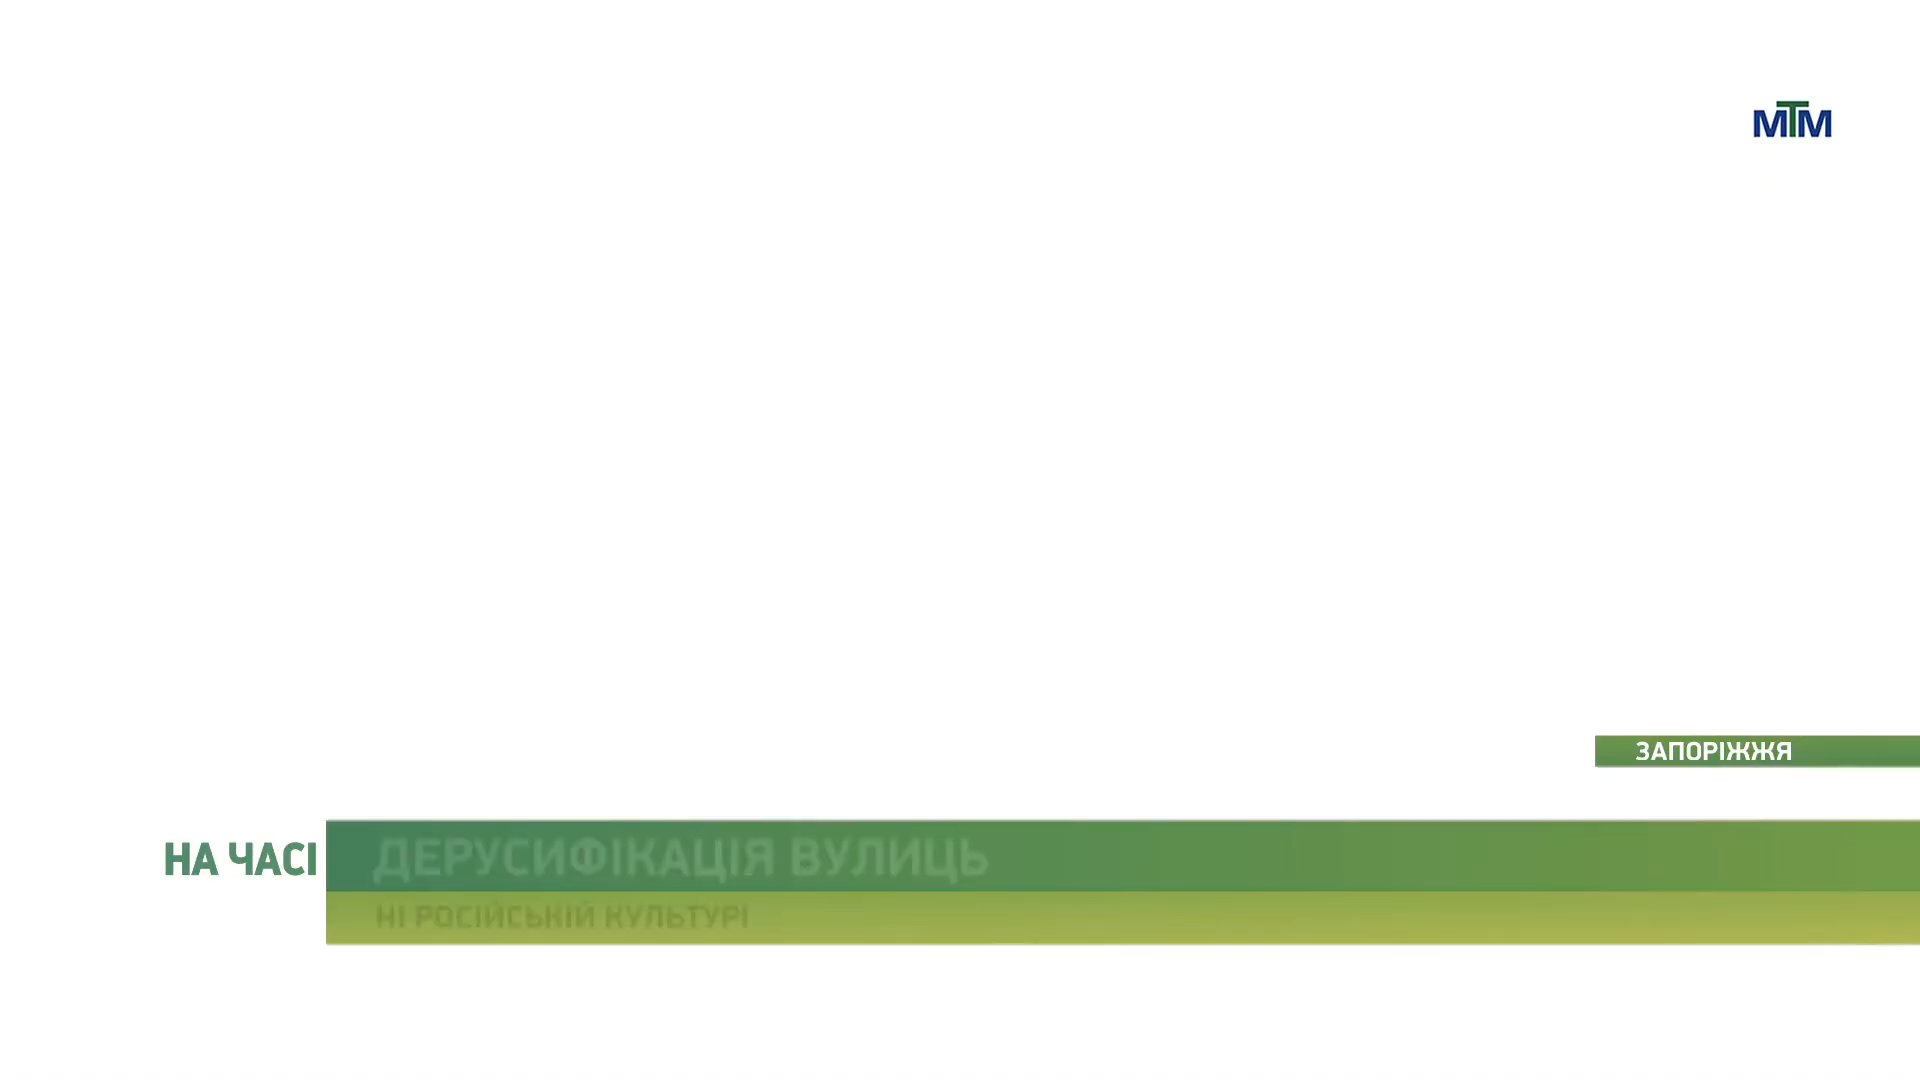 МТМ
ЗАПОРІЖЖЯ
НА ЧАСІ
ДЕРУСИФІКАЦІЯ ВУЛИЦЬ
НІ РОСІЙСЬКІЙ КУЛЬТУРІ